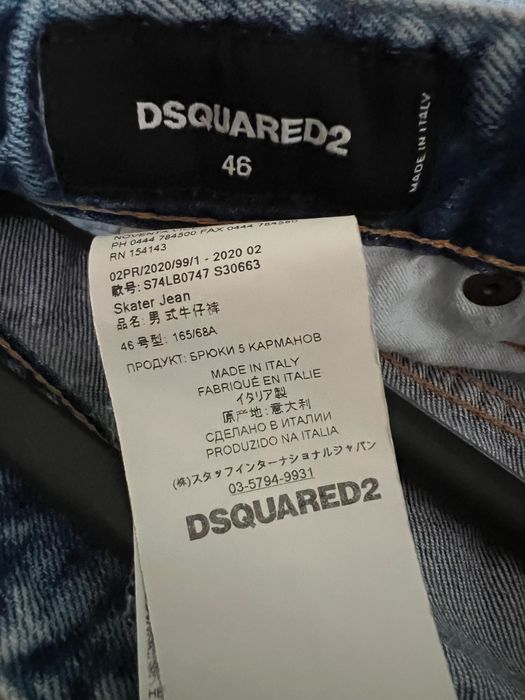 DSQUARED2
46
MADE IN ITALY
PH 0444 784500 FAX 0444 784560
RN 154143
02PR/2020/99/1 - 2020 02
款号: S74LB0747 S30663
Skater Jean
品名: 男式牛仔裤
46 号型: 165/68A
ПРОДУКТ: БРЮКИ 5 КАРМАНОВ
MADE IN ITALY
FABRIQUÉ EN ITALIE
イタリア製
原产地: 意大利
СДЕЛАНО В ИТАЛИИ
PRODUZIDO NA ITALIA
(株)スタッフインターナショナルジャパン
03-5794-9931
DSQUARED2